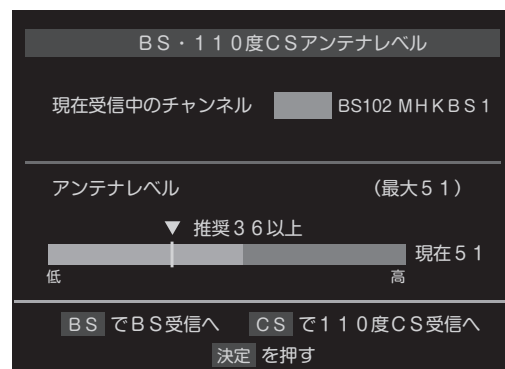 BS・110度CSアンテナレベル
現在受信中のチャンネル BS102 MHKBS1
アンテナレベル (最大51)
▼ 推奨36以上
現在51
低 高
BS でBS受信へ CS で110度CS受信へ
決定 を押す